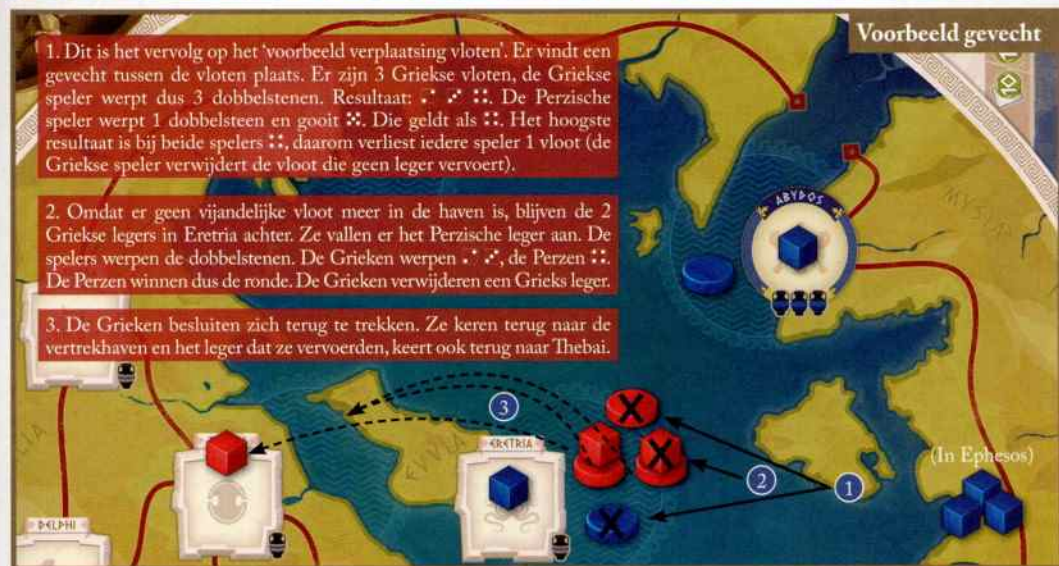 Voorbeeld gevecht
1. Dit is het vervolg op het ‘voorbeeld verplaatsing vloten’. Er vindt een
gevecht tussen de vloten plaats. Er zijn 3 Griekse vloten, de Griekse
speler werpt dus 3 dobbelstenen. Resultaat: ⚁ ⚁ ⚃. De Perzische
speler werpt 1 dobbelsteen en gooit ⚄. Die geldt als ⚃. Het hoogste
resultaat is bij beide spelers ⚃, daarom verliest iedere speler 1 vloot (de
Griekse speler verwijdert de vloot die geen leger vervoert).
2. Omdat er geen vijandelijke vloot meer in de haven is, blijven de 2
Griekse legers in Eretria achter. Ze vallen er het Perzische leger aan. De
spelers werpen de dobbelstenen. De Grieken werpen , de Perzen ⚃.
De Perzen winnen dus de ronde. De Grieken verwijderen een Grieks leger.
3. De Grieken besluiten zich terug te trekken. Ze keren terug naar de
vertrekhaven en het leger dat ze vervoerden, keert ook terug naar Thebai.
10 1
MYSIA
ABYDOS
3
EVVIA
ERETRIA
2
1
(In Ephesos)
DELPHI